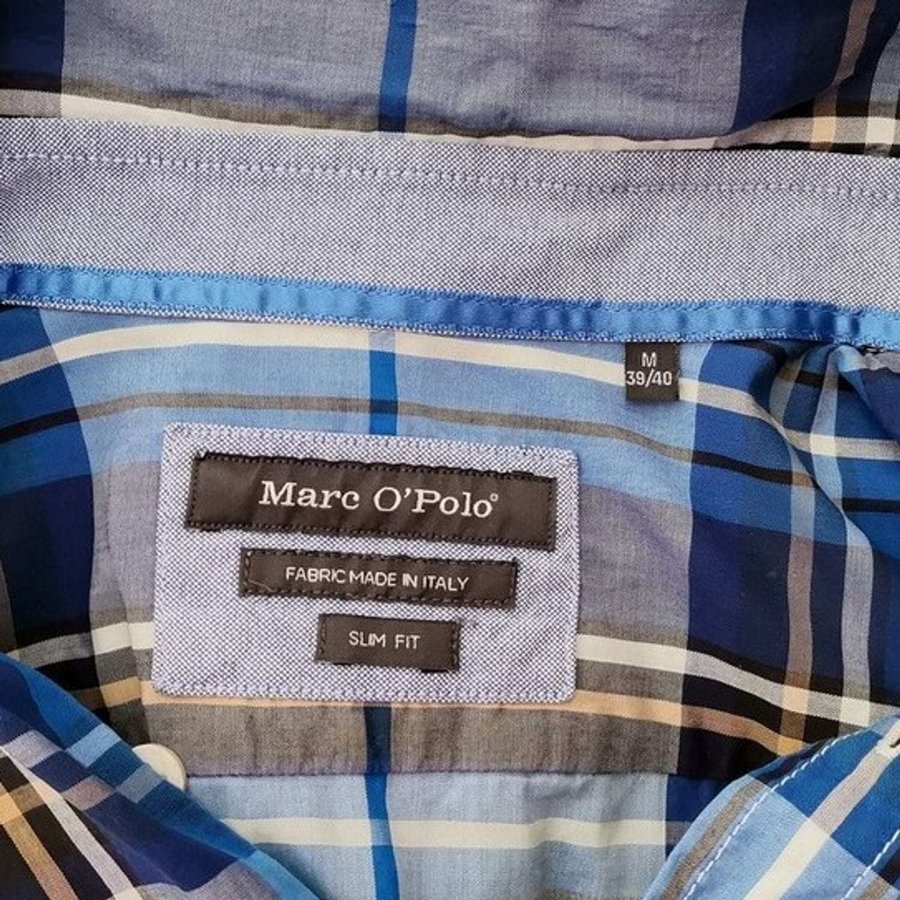 M
39/40
Marc O'Polo®
FABRIC MADE IN ITALY
SLIM FIT